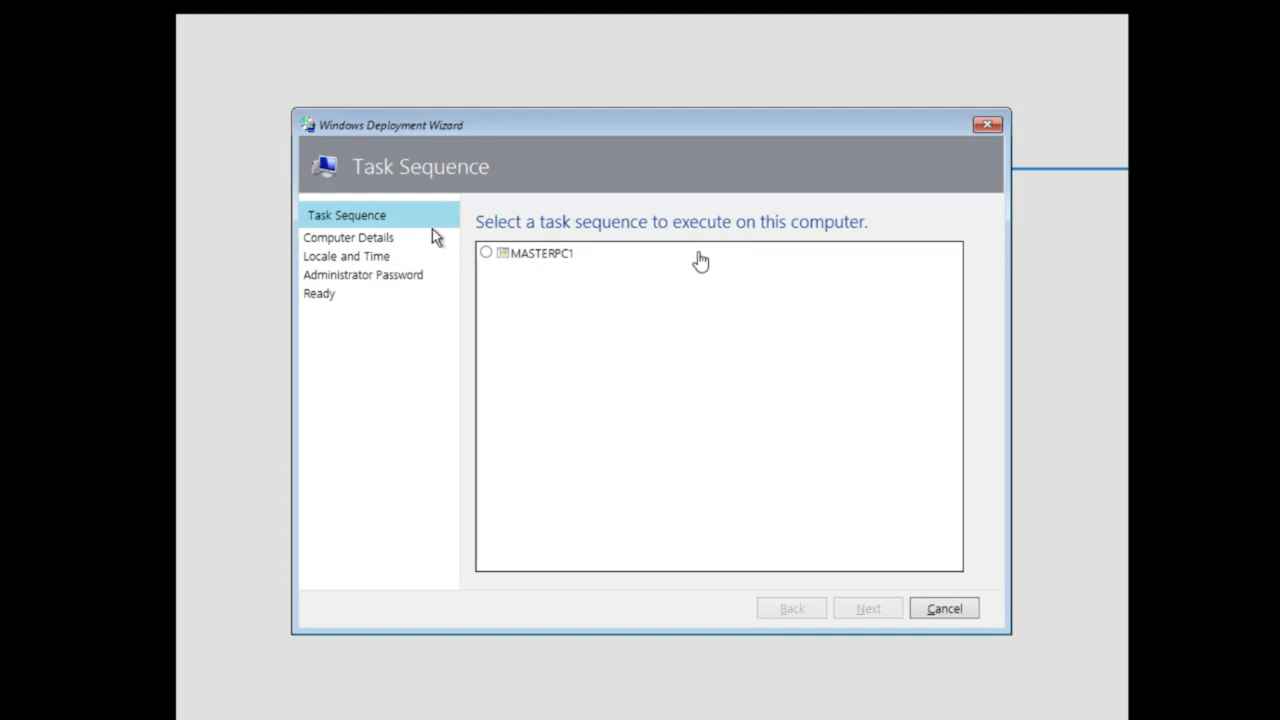 Windows Deployment Wizard
Task Sequence
Task Sequence
Computer Details
Locale and Time
Administrator Password
Ready
Select a task sequence to execute on this computer.
MASTERPC1
Back
Next
Cancel